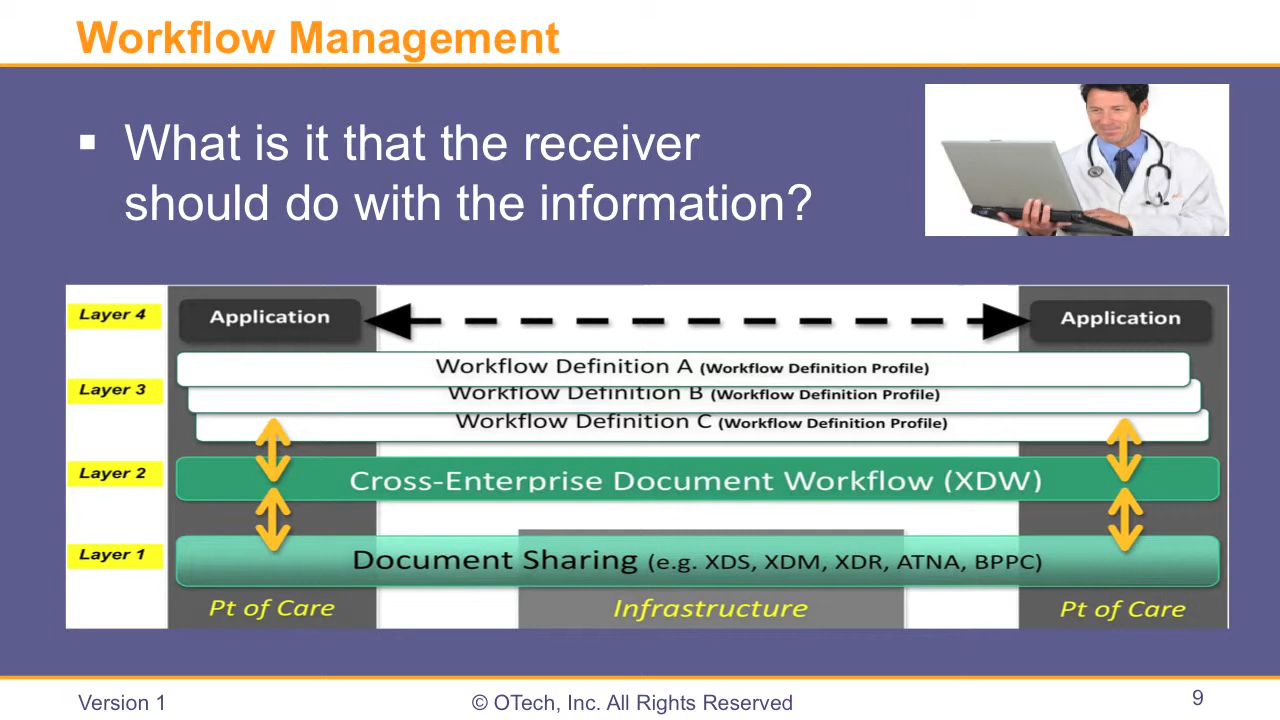 Workflow Management
▪ What is it that the receiver
should do with the information?
Layer 4
Application
Application
Workflow Definition A (Workflow Definition Profile)
Layer 3
Workflow Definition B (Workflow Definition Profile)
Workflow Definition C (Workflow Definition Profile)
Layer 2
Cross-Enterprise Document Workflow (XDW)
Layer 1
Document Sharing (e.g. XDS, XDM, XDR, ATNA, BPPC)
Pt of Care
Infrastructure
Pt of Care
Version 1
© OTech, Inc. All Rights Reserved
9